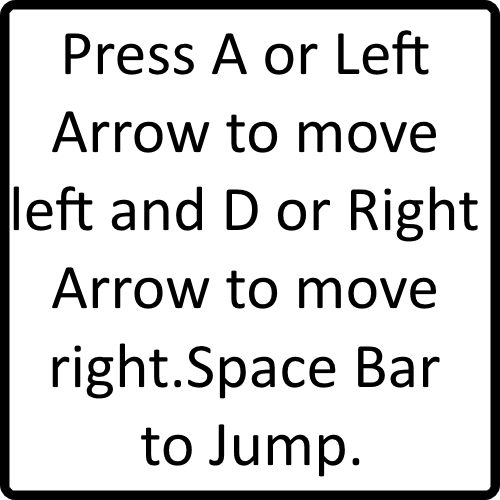 Press A or Left
Arrow to move
left and D or Right
Arrow to move
right.Space Bar
to Jump.